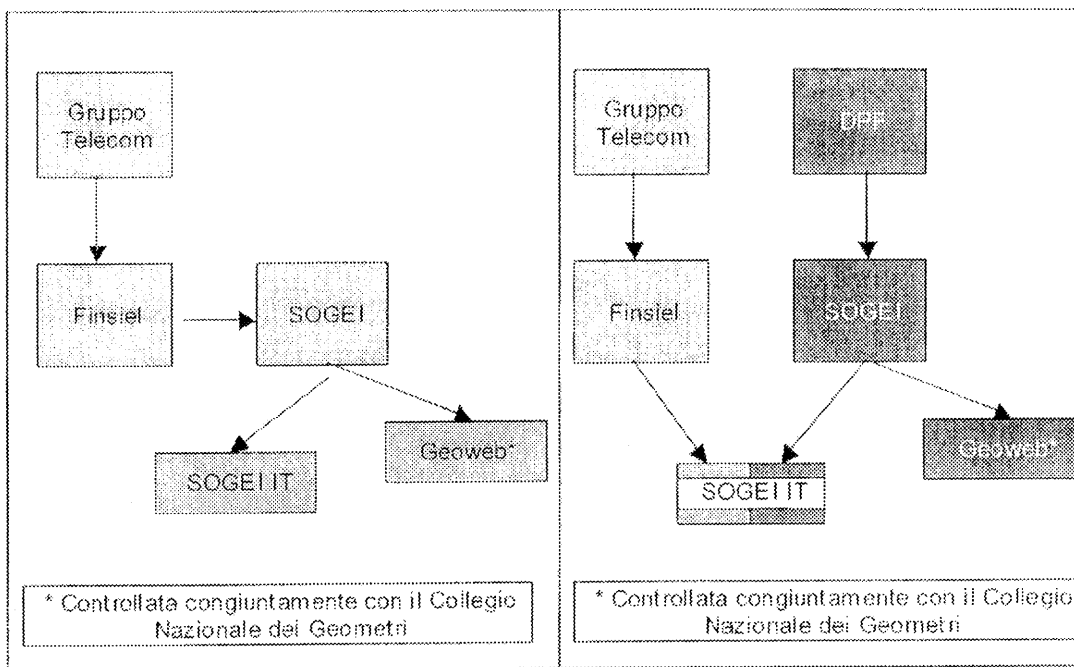 Gruppo
Telecom
Finsiel
SOGEI
SOGEI IT
Geoweb*
* Controllata congiuntamente con il Collegio
Nazionale dei Geometri
Gruppo
Telecom
DPF
Finsiel
SOGEI
SOGEI IT
Geoweb*
* Controllata congiuntamente con il Collegio
Nazionale dei Geometri